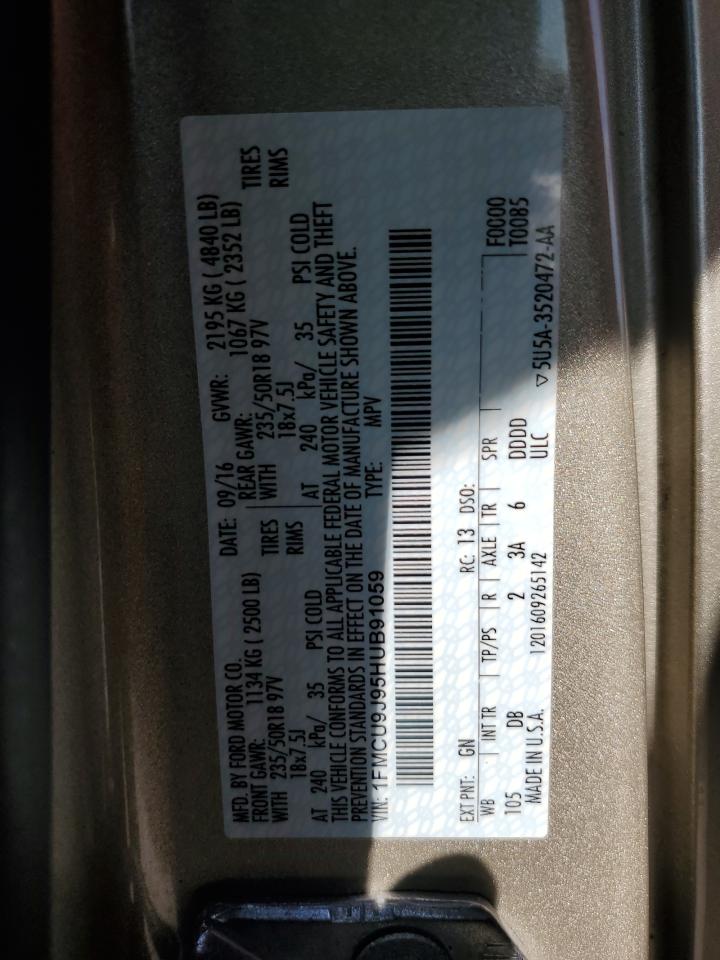 MFD. BY FORD MOTOR CO. DATE: 09/16 GVWR: 2195 KG ( 4840 LB)
FRONT GAWR: 1134 KG ( 2500 LB) REAR GAWR: 1067 KG ( 2352 LB)
WITH 235/50R18 97V TIRES WITH 235/50R18 97V TIRES
18x7.5J RIMS 18x7.5J RIMS
AT 240 kPa/ 35 PSI COLD AT 240 kPa/ 35 PSI COLD
THIS VEHICLE CONFORMS TO ALL APPLICABLE FEDERAL MOTOR VEHICLE SAFETY AND THEFT
PREVENTION STANDARDS IN EFFECT ON THE DATE OF MANUFACTURE SHOWN ABOVE.
VIN: 1FMCU9J95HUB91059 TYPE: MPV
EXT PNT: GN RC: 13 DSO:
WB INT TR TP/PS R AXLE TR SPR F0000
105 DB 2 3A 6 DDDD T0085
MADE IN U.S.A. 1201609265142 ULC ▽5U5A-3520472-AA